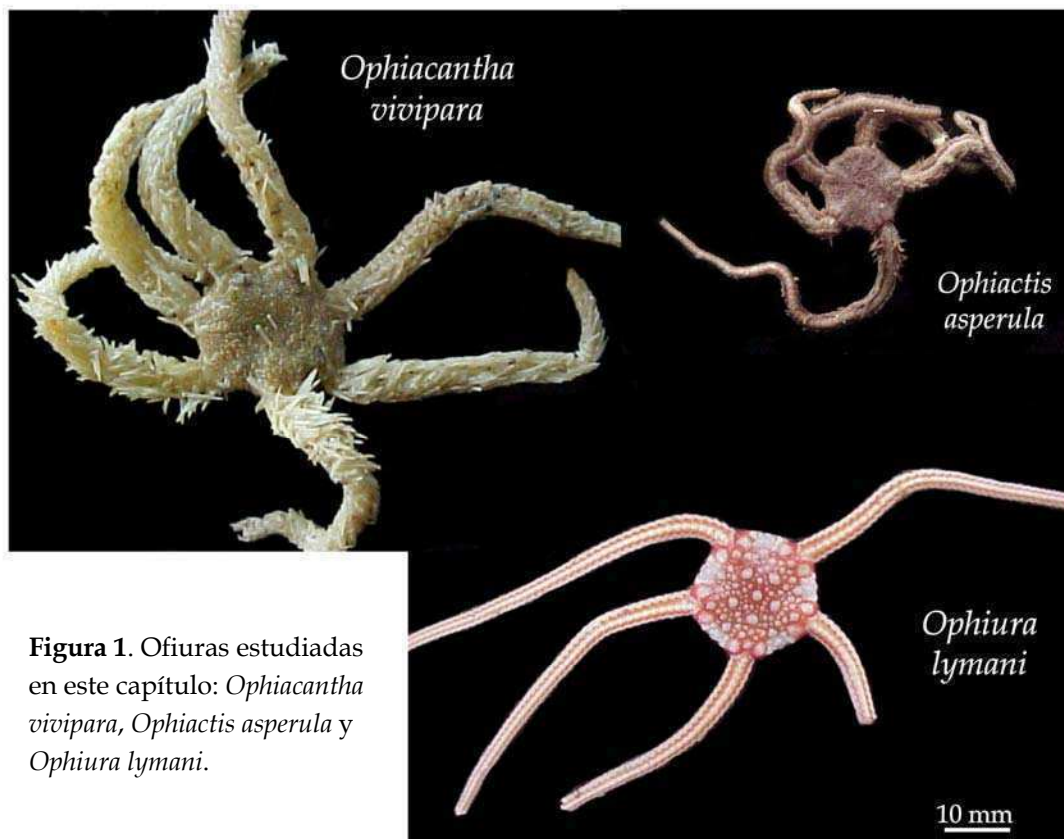 Ophiacantha
vivipara
Ophiactis
asperula
Ophiura
lymani
Figura 1. Ofiuras estudiadas
en este capítulo: Ophiacantha
vivipara, Ophiactis asperula y
Ophiura lymani.
10 mm